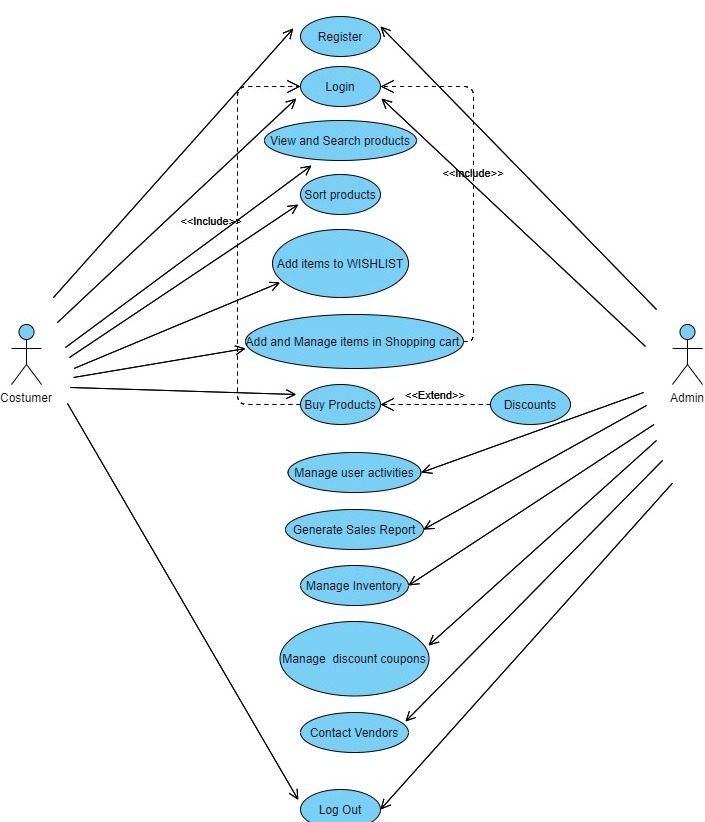 Register
Login
View and Search products
<<Include>>
Sort products
<<Include>>
Add items to WISHLIST
Add and Manage items in Shopping cart
Costumer
Buy Products
<<Extend>>
Discounts
Admin
Manage user activities
Generate Sales Report
Manage Inventory
Manage discount coupons
Contact Vendors
Log Out